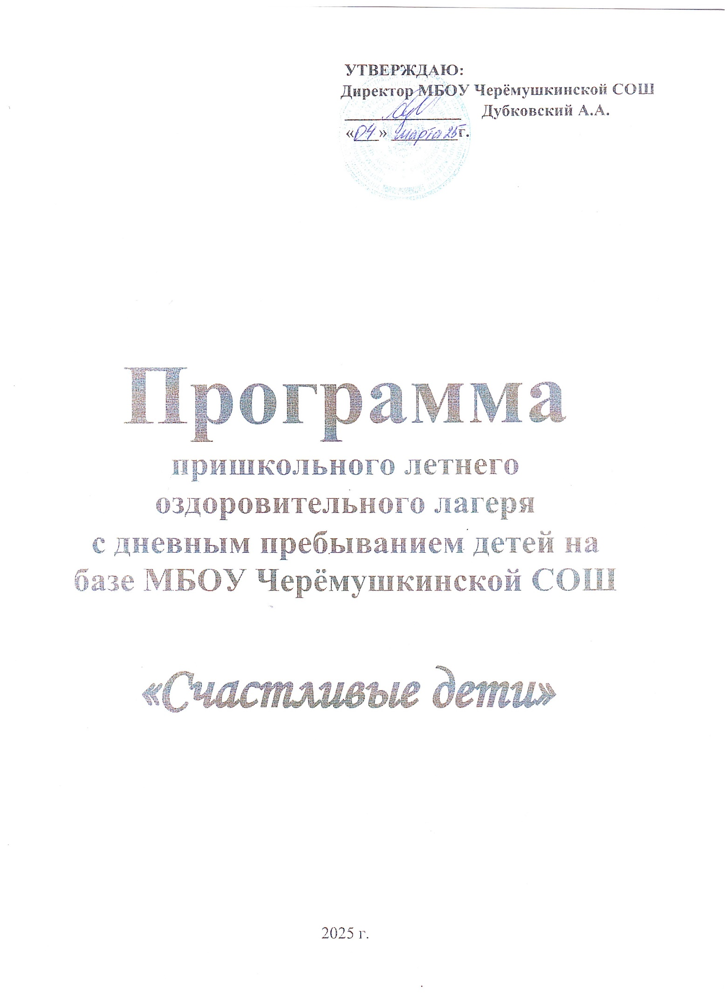 УТВЕРЖДАЮ:
Директор МБОУ Черёмушкинской СОШ
Дубковский А.А.
«04» марта 25г.
Программа
пришкольного летнего
оздоровительного лагеря
с дневным пребыванием детей на
базе МБОУ Черёмушкинской СОШ
«Счастливые дети»
2025 г.